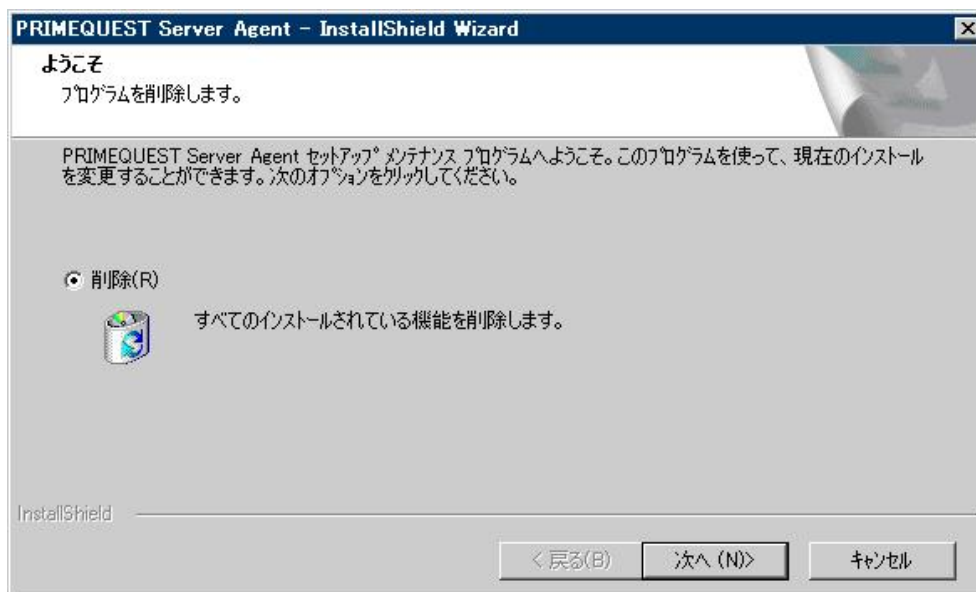 PRIMEQUEST Server Agent - InstallShield Wizard
ようこそ
プログラムを削除します。
PRIMEQUEST Server Agent セットアップ メンテナンス プログラムへようこそ。このプログラムを使って、現在のインストール
を変更することができます。次のオプションをクリックしてください。
削除(R)
すべてのインストールされている機能を削除します。
InstallShield
< 戻る(B)
次へ (N)>
キャンセル